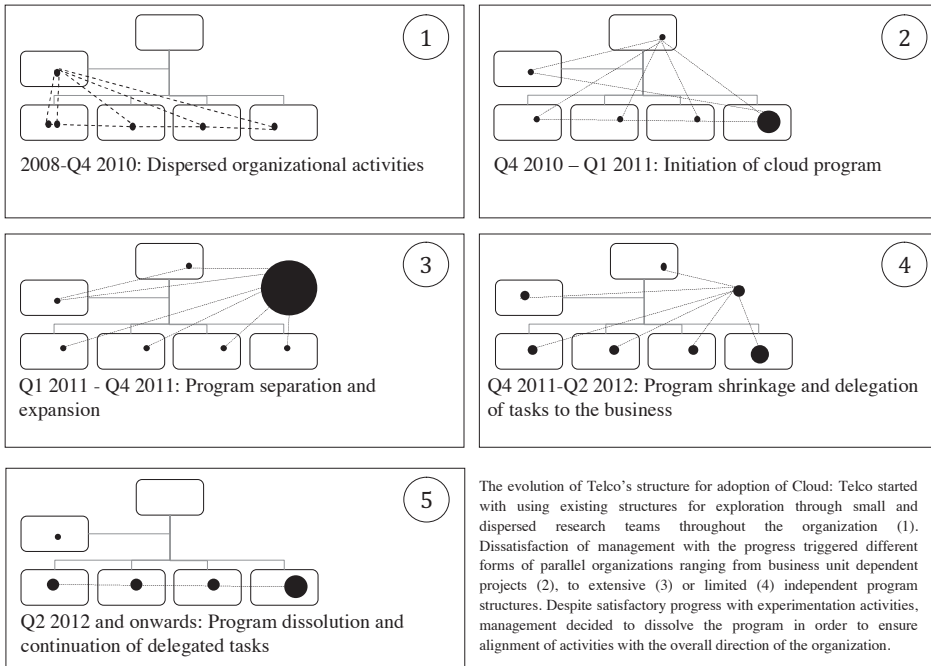 1
2008-Q4 2010: Dispersed organizational activities
2
Q4 2010 – Q1 2011: Initiation of cloud program
3
Q1 2011 - Q4 2011: Program separation and
expansion
4
Q4 2011-Q2 2012: Program shrinkage and delegation
of tasks to the business
5
Q2 2012 and onwards: Program dissolution and
continuation of delegated tasks
The evolution of Telco’s structure for adoption of Cloud: Telco started
with using existing structures for exploration through small and
dispersed research teams throughout the organization (1).
Dissatisfaction of management with the progress triggered different
forms of parallel organizations ranging from business unit dependent
projects (2), to extensive (3) or limited (4) independent program
structures. Despite satisfactory progress with experimentation activities,
management decided to dissolve the program in order to ensure
alignment of activities with the overall direction of the organization.